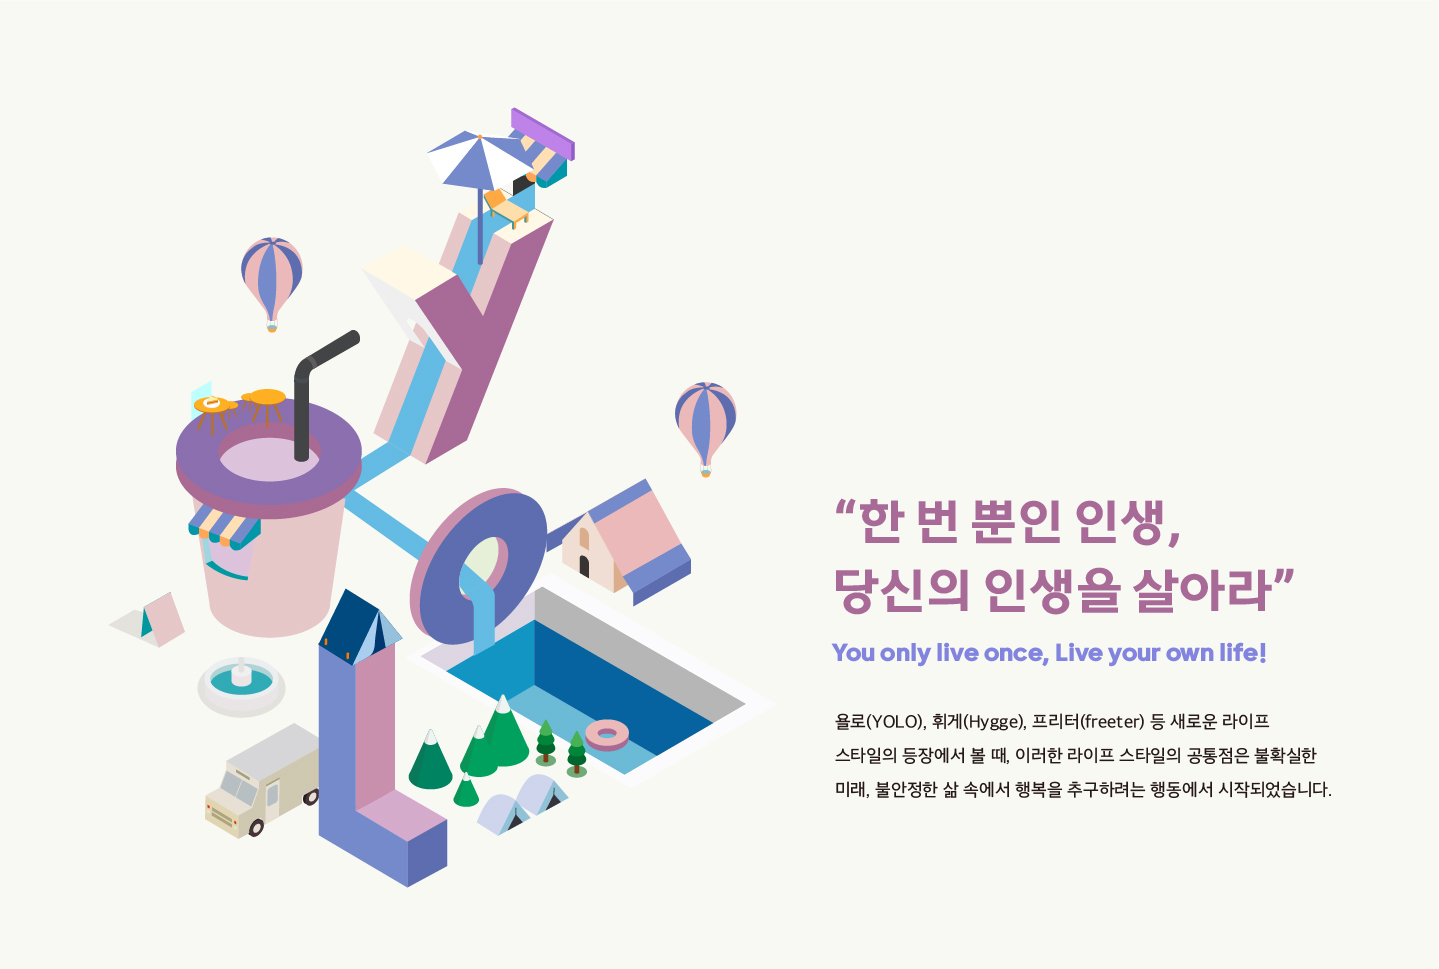 “한 번 뿐인 인생,
당신의 인생을 살아라”
You only live once, Live your own life!
욜로(YOLO), 휘게(Hygge), 프리터(freeter) 등 새로운 라이프
스타일의 등장에서 볼 때, 이러한 라이프 스타일의 공통점은 불확실한
미래, 불안정한 삶 속에서 행복을 추구하려는 행동에서 시작되었습니다.